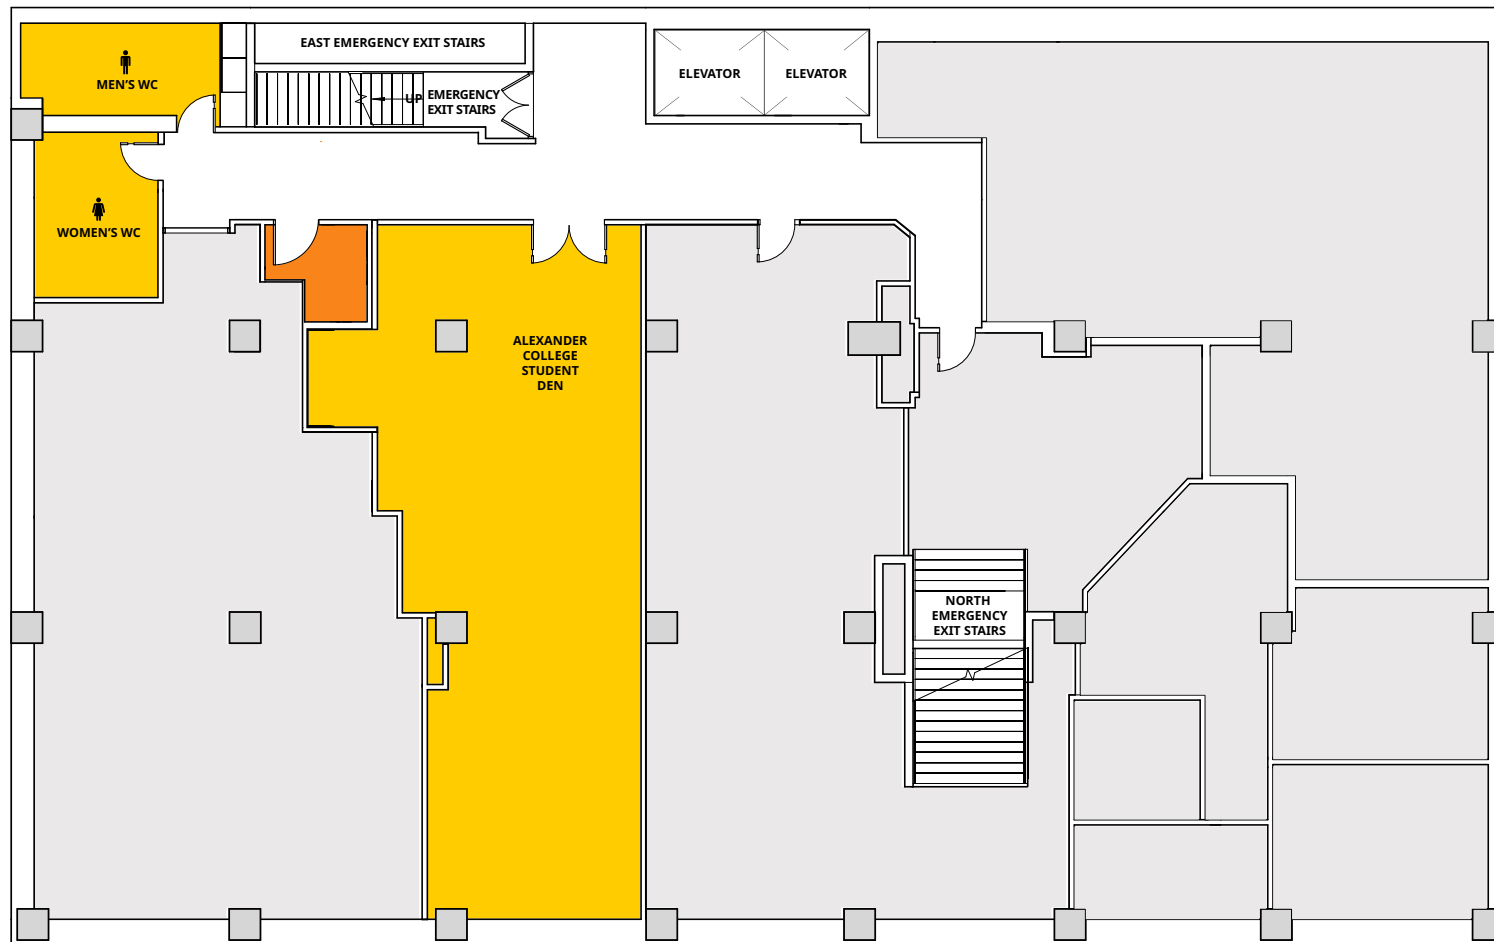 EAST EMERGENCY EXIT STAIRS
MEN'S WC
UP
EMERGENCY
EXIT STAIRS
ELEVATOR
ELEVATOR
WOMEN'S WC
ALEXANDER
COLLEGE
STUDENT
DEN
NORTH
EMERGENCY
EXIT STAIRS